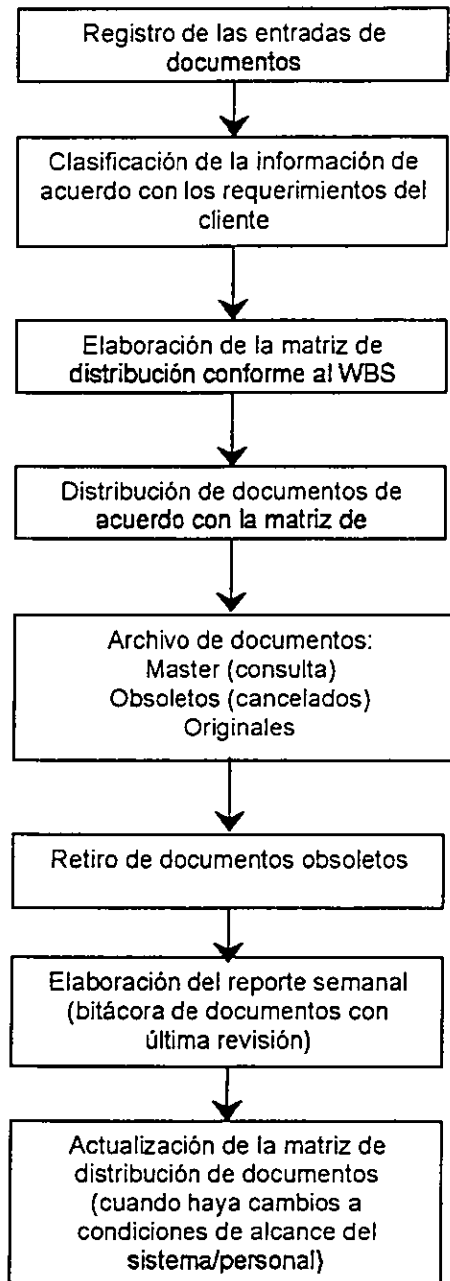 Registro de las entradas de
documentos
Clasificación de la información de
acuerdo con los requerimientos del
cliente
Elaboración de la matriz de
distribución conforme al WBS
Distribución de documentos de
acuerdo con la matriz de
Archivo de documentos:
Master (consulta)
Obsoletos (cancelados)
Originales
Retiro de documentos obsoletos
Elaboración del reporte semanal
(bitácora de documentos con
última revisión)
Actualización de la matriz de
distribución de documentos
(cuando haya cambios a
condiciones de alcance del
sistema/personal)